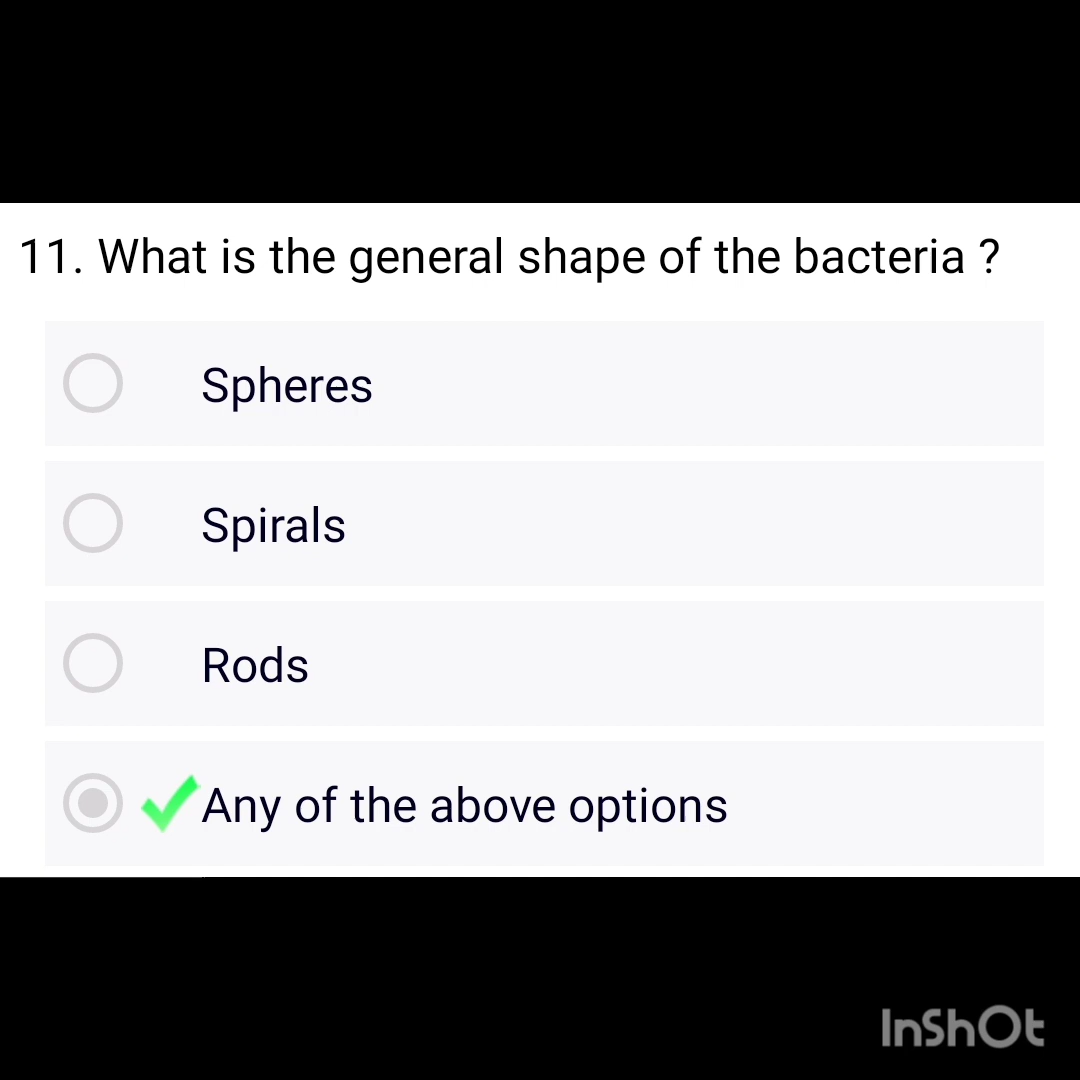 11. What is the general shape of the bacteria ?
Spheres
Spirals
Rods
Any of the above options
InShOt